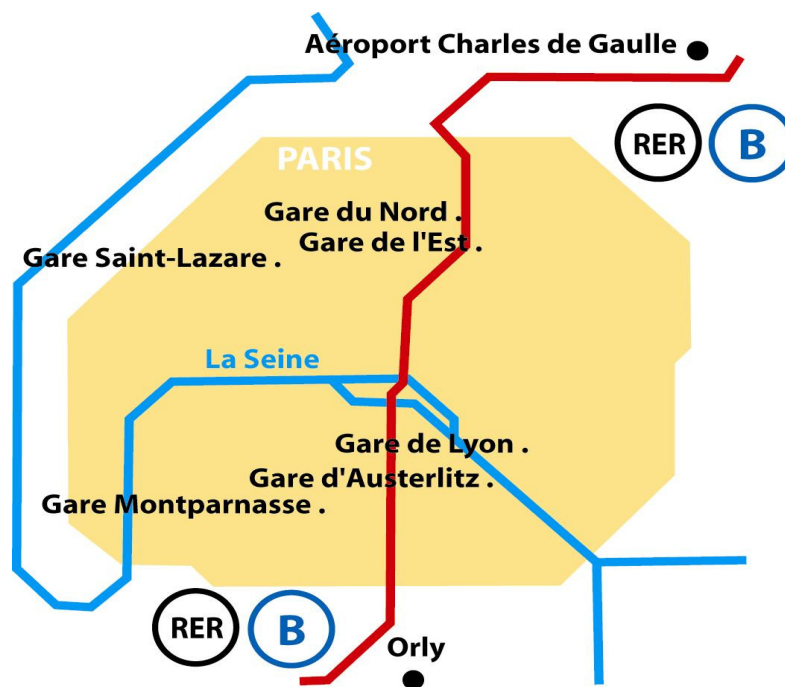 Aéroport Charles de Gaulle
RER B
PARIS
Gare du Nord .
Gare de l'Est .
Gare Saint-Lazare .
La Seine
Gare de Lyon .
Gare d'Austerlitz .
Gare Montparnasse .
RER B
Orly